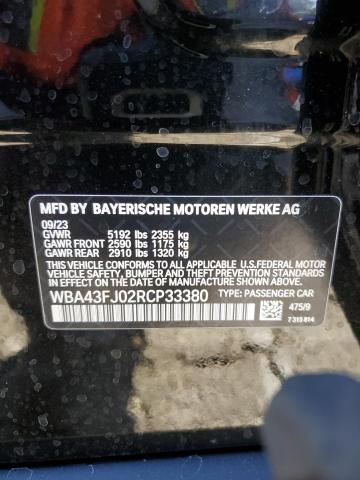 MFD BY BAYERISCHE MOTOREN WERKE AG
09/23
GVWR 5192 lbs 2355 kg
GAWR FRONT 2590 lbs 1175 kg
GAWR REAR 2910 lbs 1320 kg
THIS VEHICLE CONFORMS TO ALL APPLICABLE U.S. FEDERAL MOTOR
VEHICLE SAFETY, BUMPER AND THEFT PREVENTION STANDARDS IN
EFFECT ON THE DATE OF MANUFACTURE SHOWN ABOVE.
WBA43FJ02RCP33380 TYPE: PASSENGER CAR
475/9
7 315 814